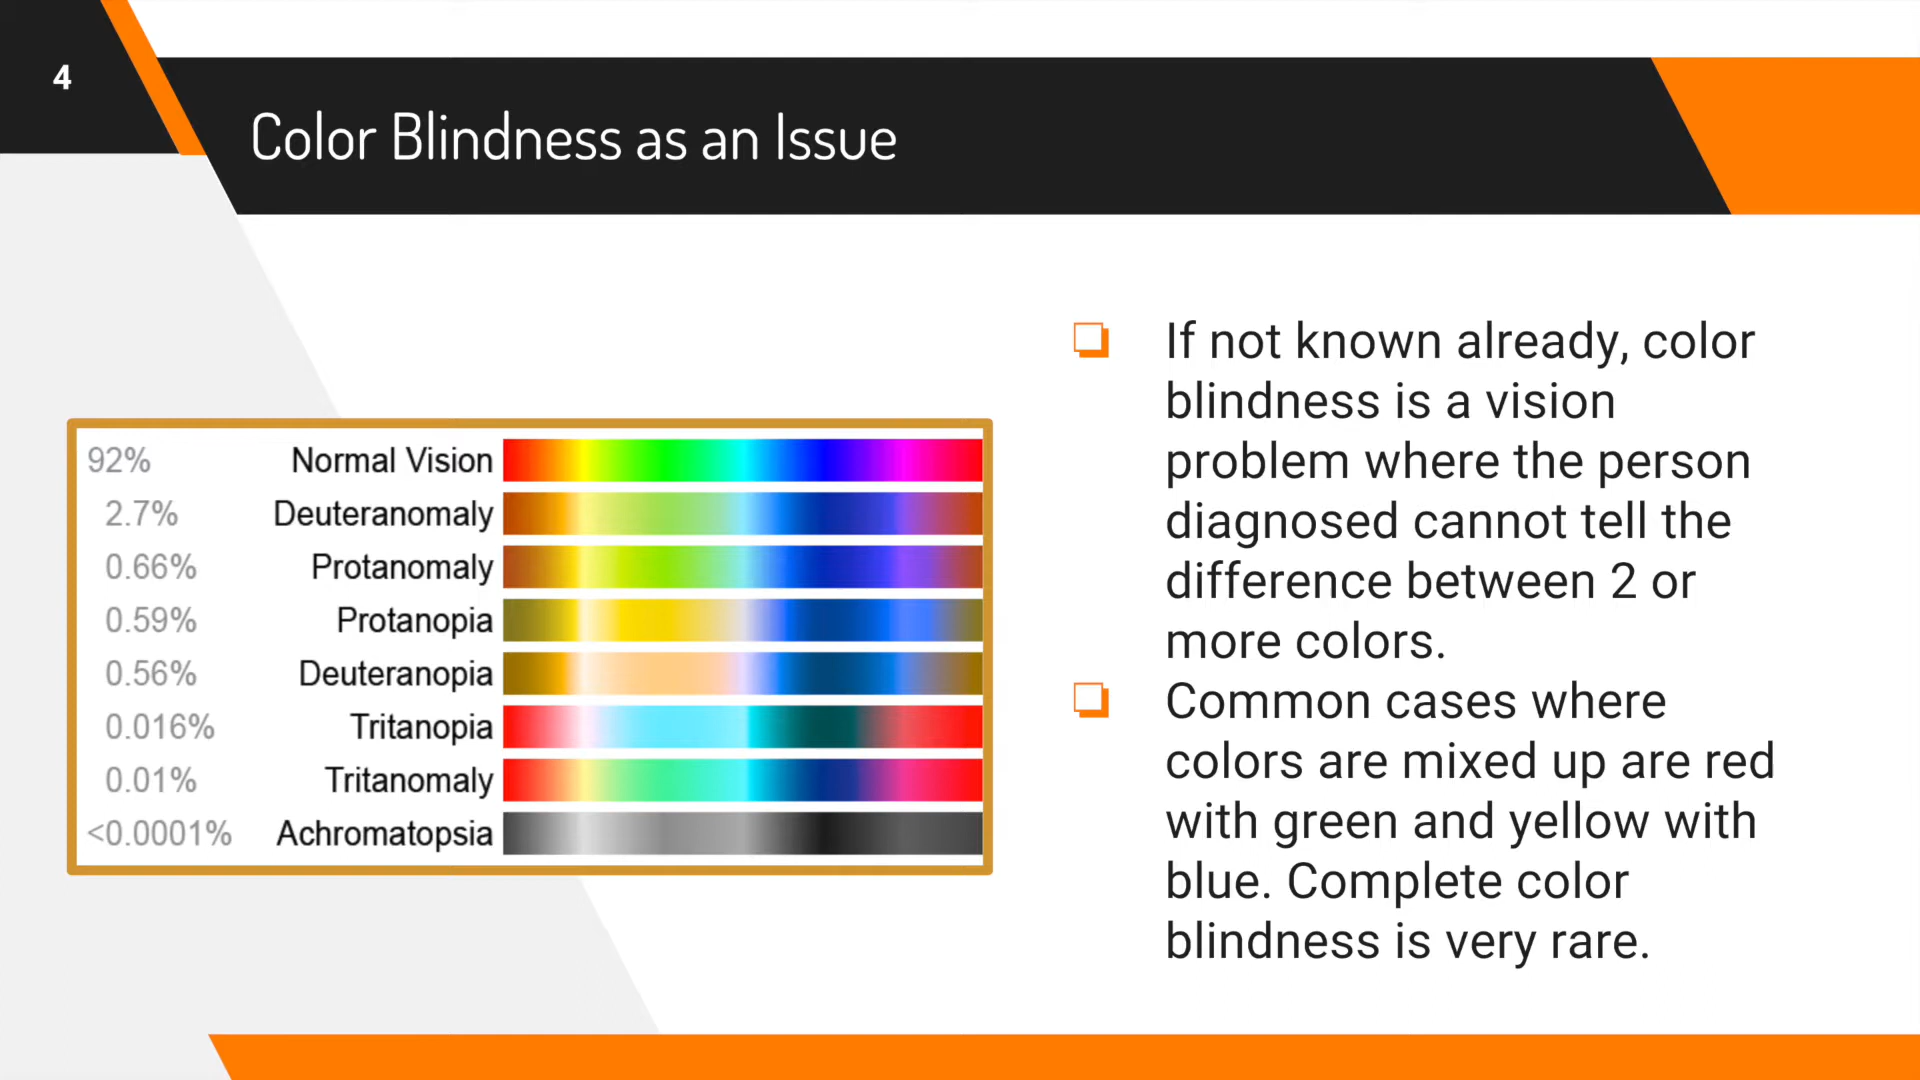 4
Color Blindness as an Issue
92% Normal Vision
2.7% Deuteranomaly
0.66% Protanomaly
0.59% Protanopia
0.56% Deuteranopia
0.016% Tritanopia
0.01% Tritanomaly
<0.0001% Achromatopsia
If not known already, color
blindness is a vision
problem where the person
diagnosed cannot tell the
difference between 2 or
more colors.
Common cases where
colors are mixed up are red
with green and yellow with
blue. Complete color
blindness is very rare.